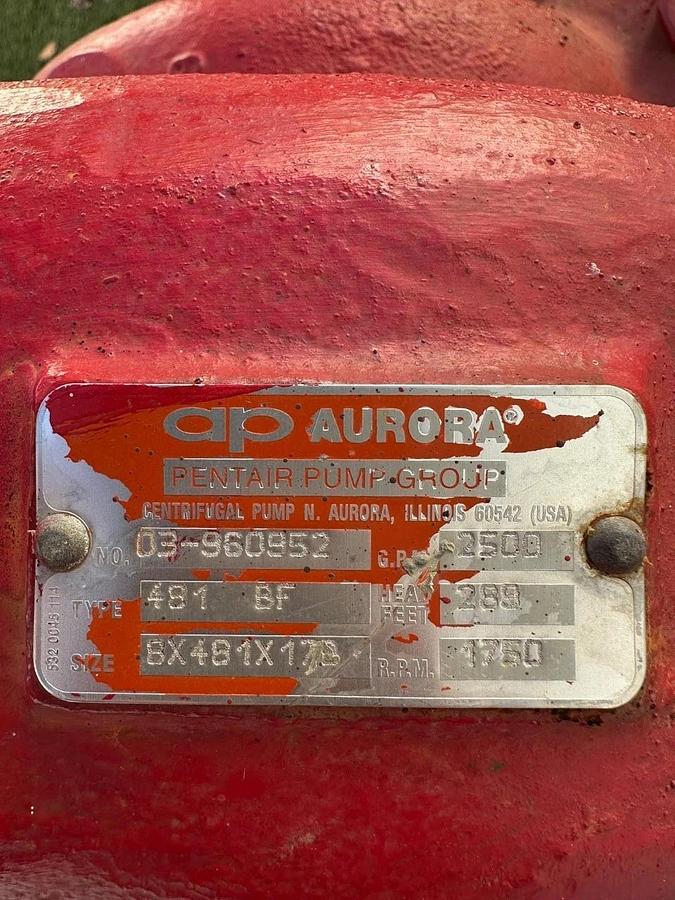 ap AURORA®
PENTAIR PUMP GROUP
CENTRIFUGAL PUMP N. AURORA, ILLINOIS 60542 (USA)
NO. 03-960952 G.P.M. 2500
TYPE 481 BF HEAD FEET 289
SIZE 8X481X17B R.P.M. 1750